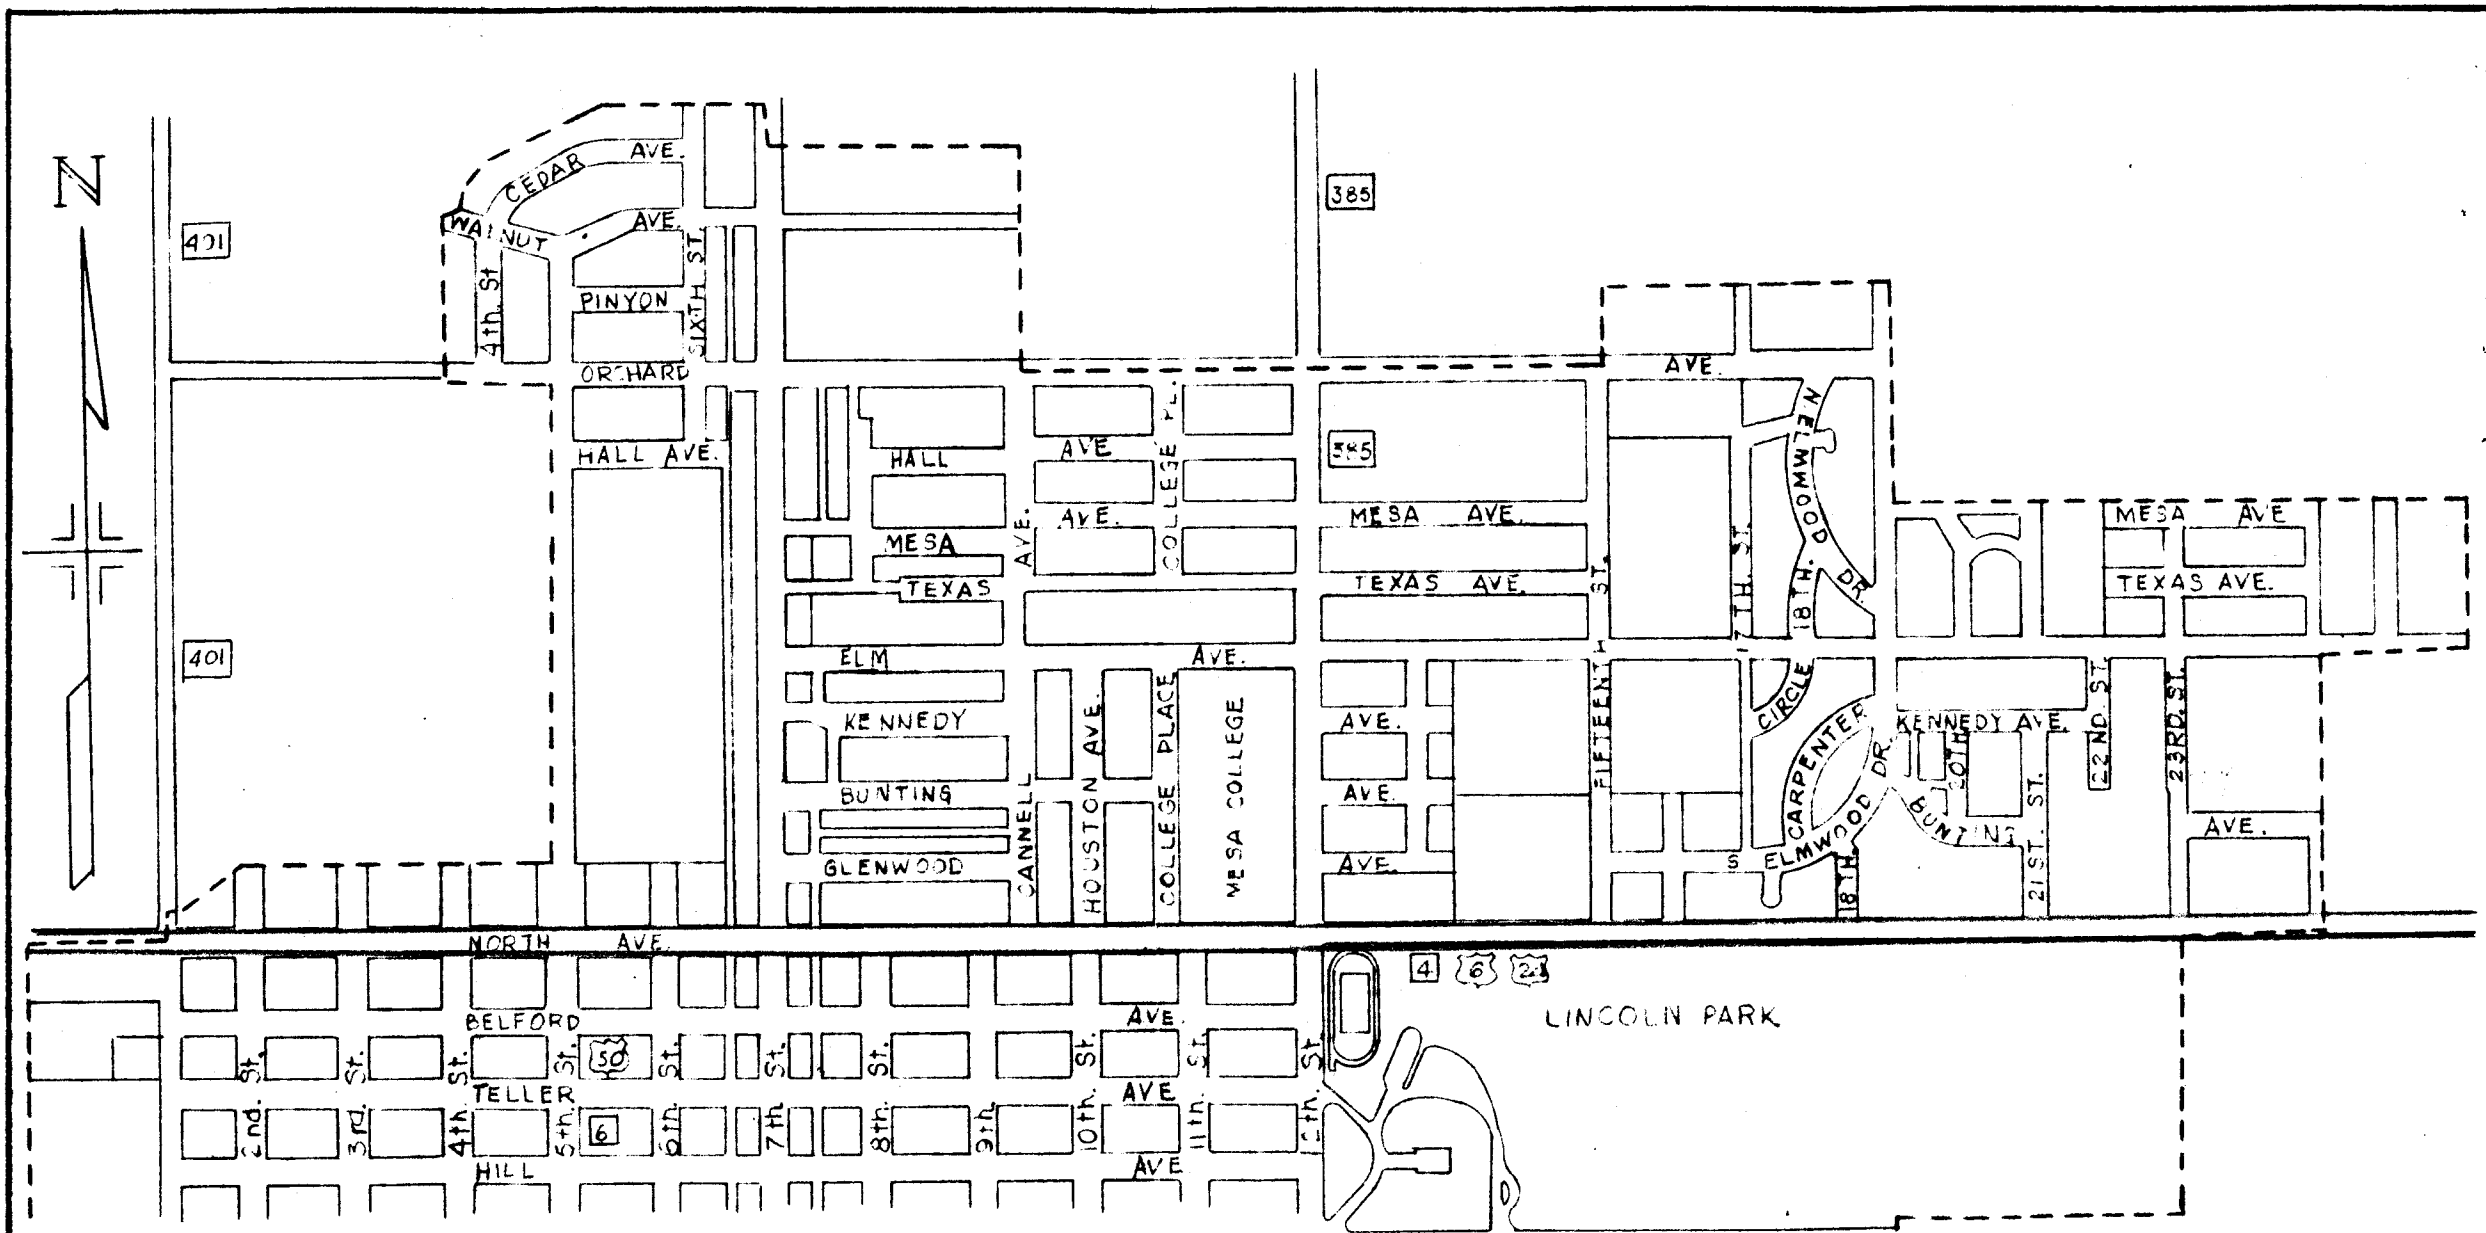 N
CEDAR AVE.
385
WALNUT AVE.
401
4th. St
SIXTH ST.
PINYON
ORCHARD
AVE.
N ELMWOOD DR.
COLLEGE PL.
HALL AVE.
HALL AVE
385
MESA AVE.
MESA AVE.
MESA AVE
TEXAS
TEXAS AVE.
TEXAS AVE.
17TH. ST.
18TH.
401
ELM AVE.
FIFTEENTH ST.
CIRCLE
22ND. ST.
23RD. ST.
KENNEDY
AVE.
CARPENTER
KENNEDY AVE.
20TH
CANNELL AVE.
HOUSTON AVE.
COLLEGE PLACE
MESA COLLEGE
BUNTING
AVE.
BUNTING
AVE.
21ST. ST.
GLENWOOD
AVE.
S ELMWOOD DR.
18TH.
NORTH AVE.
4
6
24
LINCOLN PARK
BELFORD AVE.
50
TELLER AVE
2nd. St.
3rd. St.
4th. St.
5th. St.
6
6th. St.
7th. St.
8th. St.
9th.
10th. St.
11th. St
12th. St.
HILL AVE